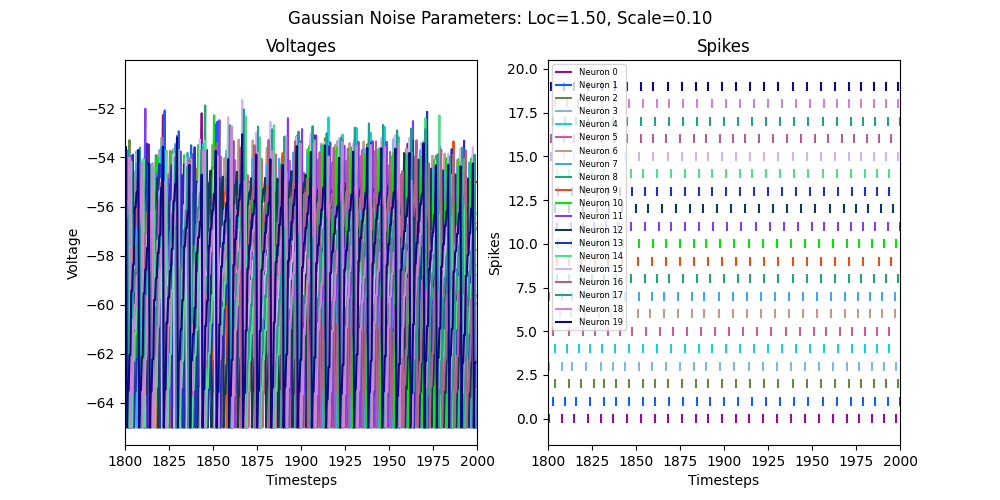 Gaussian Noise Parameters: Loc=1.50, Scale=0.10
Voltages
Voltage
−52
−54
−56
−58
−60
−62
−64
1800
1825
1850
1875
1900
1925
1950
1975
2000
Timesteps
Spikes
Spikes
20.0
17.5
15.0
12.5
10.0
7.5
5.0
2.5
0.0
Neuron 0
Neuron 1
Neuron 2
Neuron 3
Neuron 4
Neuron 5
Neuron 6
Neuron 7
Neuron 8
Neuron 9
Neuron 10
Neuron 11
Neuron 12
Neuron 13
Neuron 14
Neuron 15
Neuron 16
Neuron 17
Neuron 18
Neuron 19
1800
1825
1850
1875
1900
1925
1950
1975
2000
Timesteps